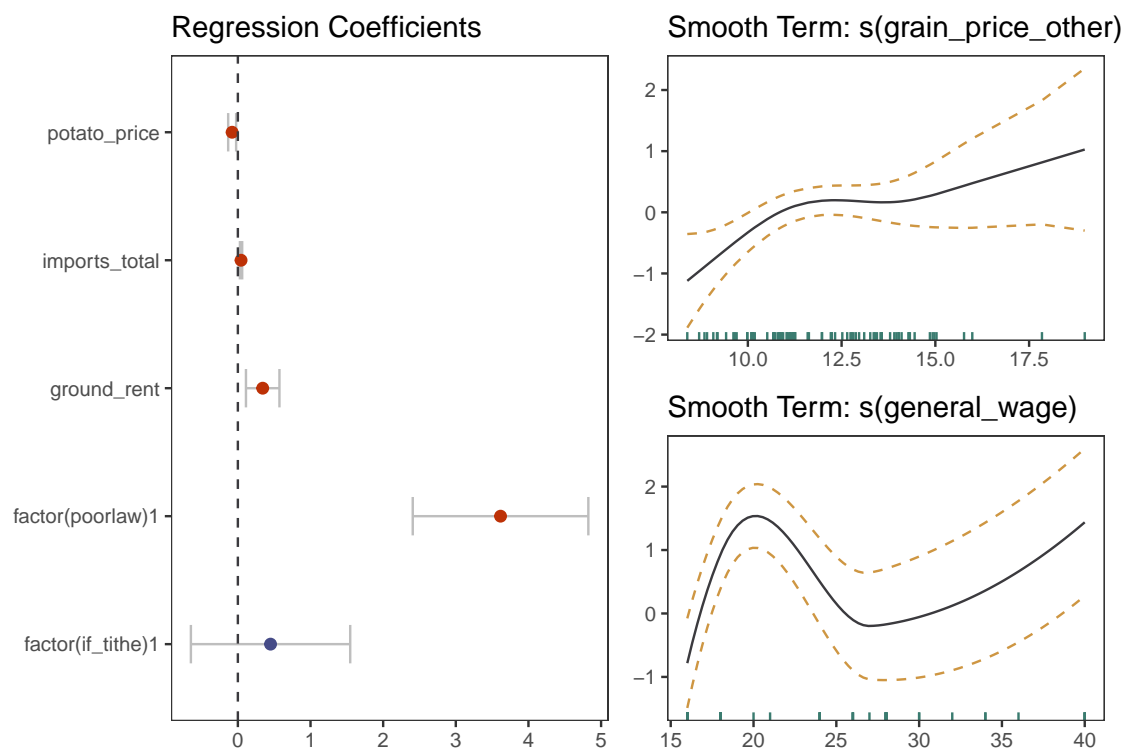 Regression Coefficients
potato_price
imports_total
ground_rent
factor(poorlaw)1
factor(if_tithe)1
0 1 2 3 4 5
Smooth Term: s(grain_price_other)
2
1
0
−1
−2
10.0 12.5 15.0 17.5
Smooth Term: s(general_wage)
2
1
0
−1
15 20 25 30 35 40